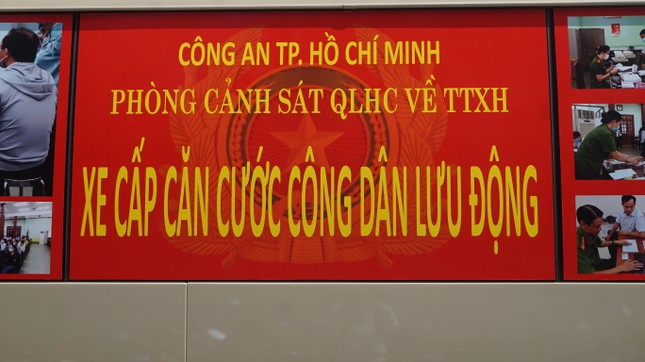 CÔNG AN TP. HỒ CHÍ MINH
PHÒNG CẢNH SÁT QLHC VỀ TTXH
XE CẤP CĂN CƯỚC CÔNG DÂN LƯU ĐỘNG